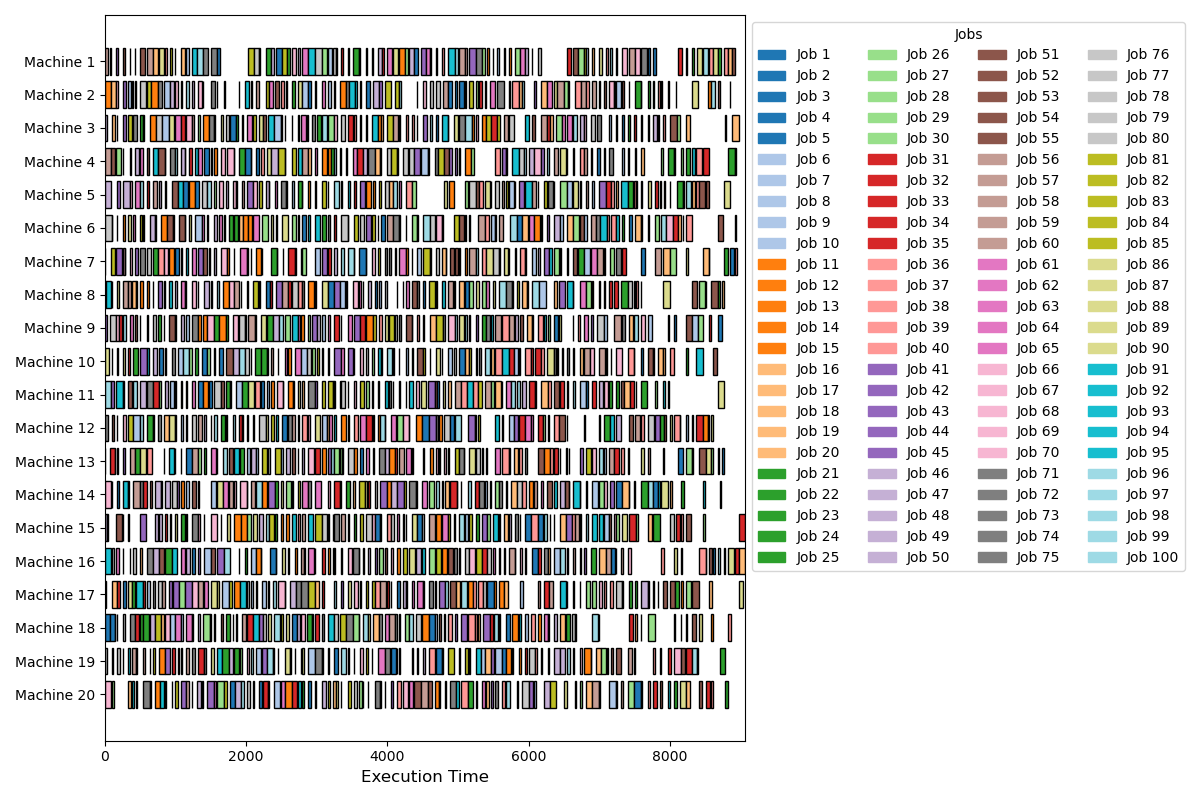 Machine 1
Machine 2
Machine 3
Machine 4
Machine 5
Machine 6
Machine 7
Machine 8
Machine 9
Machine 10
Machine 11
Machine 12
Machine 13
Machine 14
Machine 15
Machine 16
Machine 17
Machine 18
Machine 19
Machine 20
0 2000 4000 6000 8000
Execution Time
Jobs
Job 1 Job 26 Job 51 Job 76
Job 2 Job 27 Job 52 Job 77
Job 3 Job 28 Job 53 Job 78
Job 4 Job 29 Job 54 Job 79
Job 5 Job 30 Job 55 Job 80
Job 6 Job 31 Job 56 Job 81
Job 7 Job 32 Job 57 Job 82
Job 8 Job 33 Job 58 Job 83
Job 9 Job 34 Job 59 Job 84
Job 10 Job 35 Job 60 Job 85
Job 11 Job 36 Job 61 Job 86
Job 12 Job 37 Job 62 Job 87
Job 13 Job 38 Job 63 Job 88
Job 14 Job 39 Job 64 Job 89
Job 15 Job 40 Job 65 Job 90
Job 16 Job 41 Job 66 Job 91
Job 17 Job 42 Job 67 Job 92
Job 18 Job 43 Job 68 Job 93
Job 19 Job 44 Job 69 Job 94
Job 20 Job 45 Job 70 Job 95
Job 21 Job 46 Job 71 Job 96
Job 22 Job 47 Job 72 Job 97
Job 23 Job 48 Job 73 Job 98
Job 24 Job 49 Job 74 Job 99
Job 25 Job 50 Job 75 Job 100